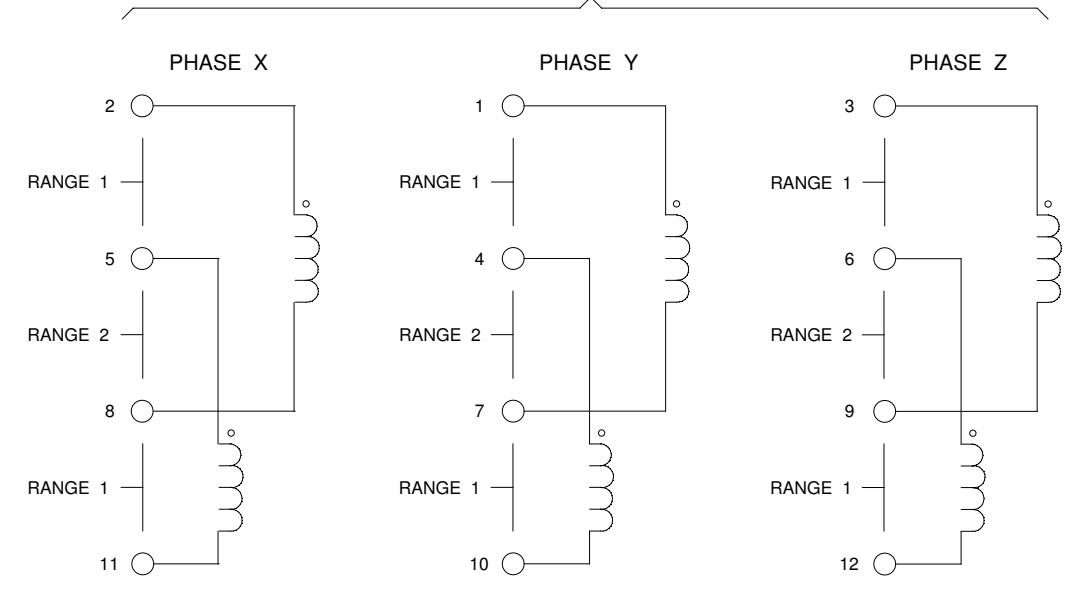 PHASE X PHASE Y PHASE Z
2 1 3
RANGE 1 RANGE 1 RANGE 1
5 4 6
RANGE 2 RANGE 2 RANGE 2
8 7 9
RANGE 1 RANGE 1 RANGE 1
11 10 12